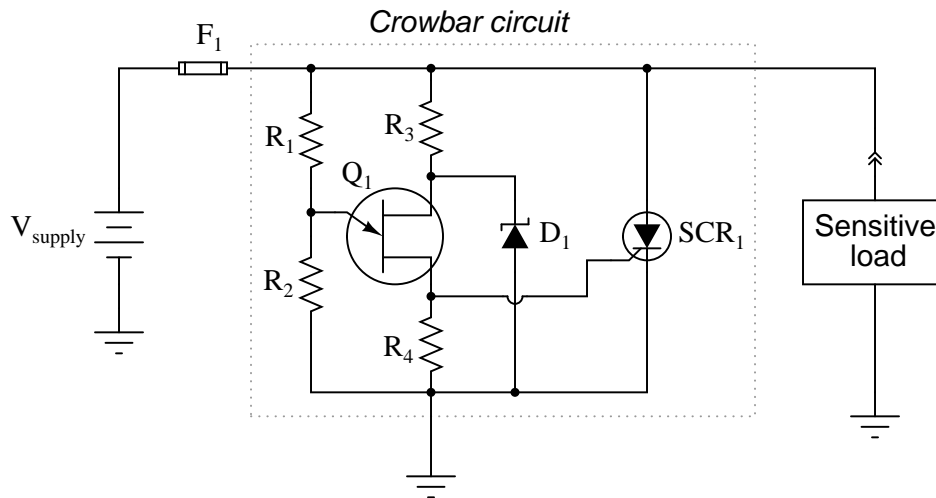 Crowbar circuit
F1
R1
R3
Q1
Vsupply
D1
SCR1
Sensitive
load
R2
R4